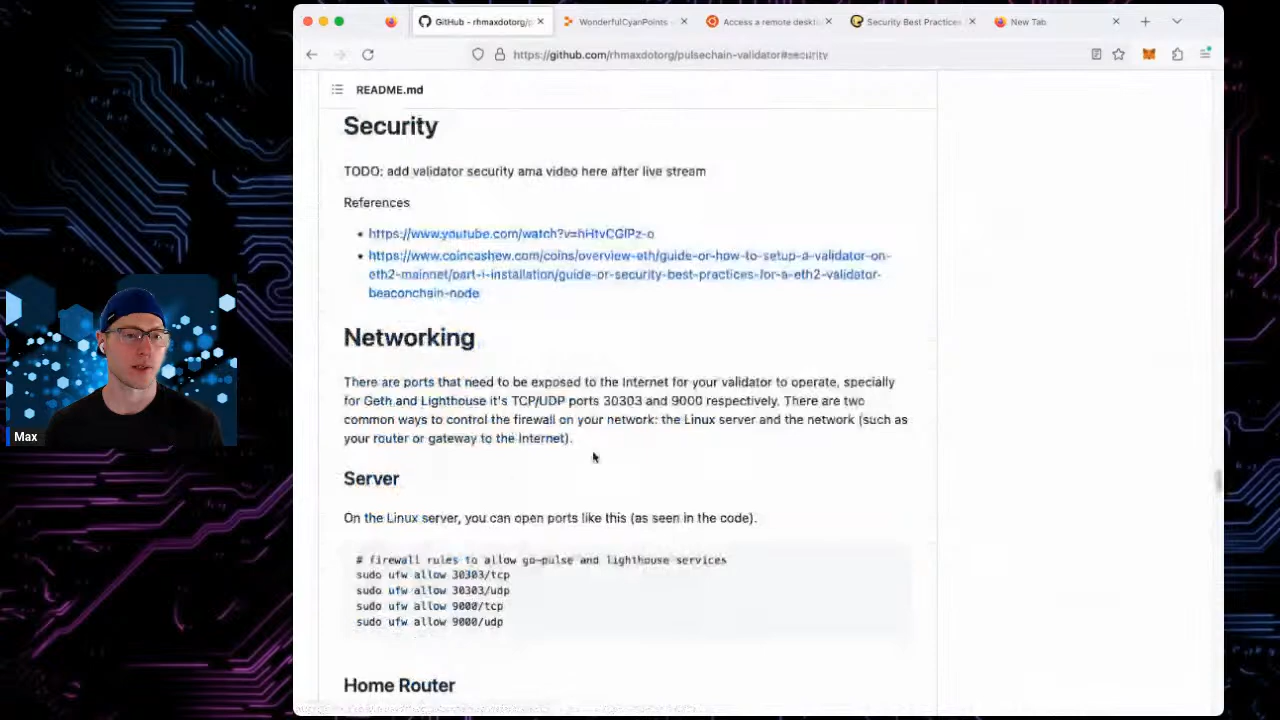 GitHub - rhmaxdotorg/p
WonderfulCyanPoints
Access a remote deskt
Security Best Practices
New Tab
https://github.com/rhmaxdotorg/pulsechain-validator#security
README.md
Security
TODO: add validator security ama video here after live stream
References
https://www.youtube.com/watch?v=hHtvCGlPz-o
https://www.coincashew.com/coins/overview-eth/guide-or-how-to-setup-a-validator-on-
eth2-mainnet/part-i-installation/guide-or-security-best-practices-for-a-eth2-validator-
beaconchain-node
Networking
There are ports that need to be exposed to the Internet for your validator to operate, specially
for Geth and Lighthouse it's TCP/UDP ports 30303 and 9000 respectively. There are two
common ways to control the firewall on your network: the Linux server and the network (such as
your router or gateway to the Internet).
Server
On the Linux server, you can open ports like this (as seen in the code).
# firewall rules to allow go-pulse and lighthouse services
sudo ufw allow 30303/tcp
sudo ufw allow 30303/udp
sudo ufw allow 9000/tcp
sudo ufw allow 9000/udp
Home Router
Max